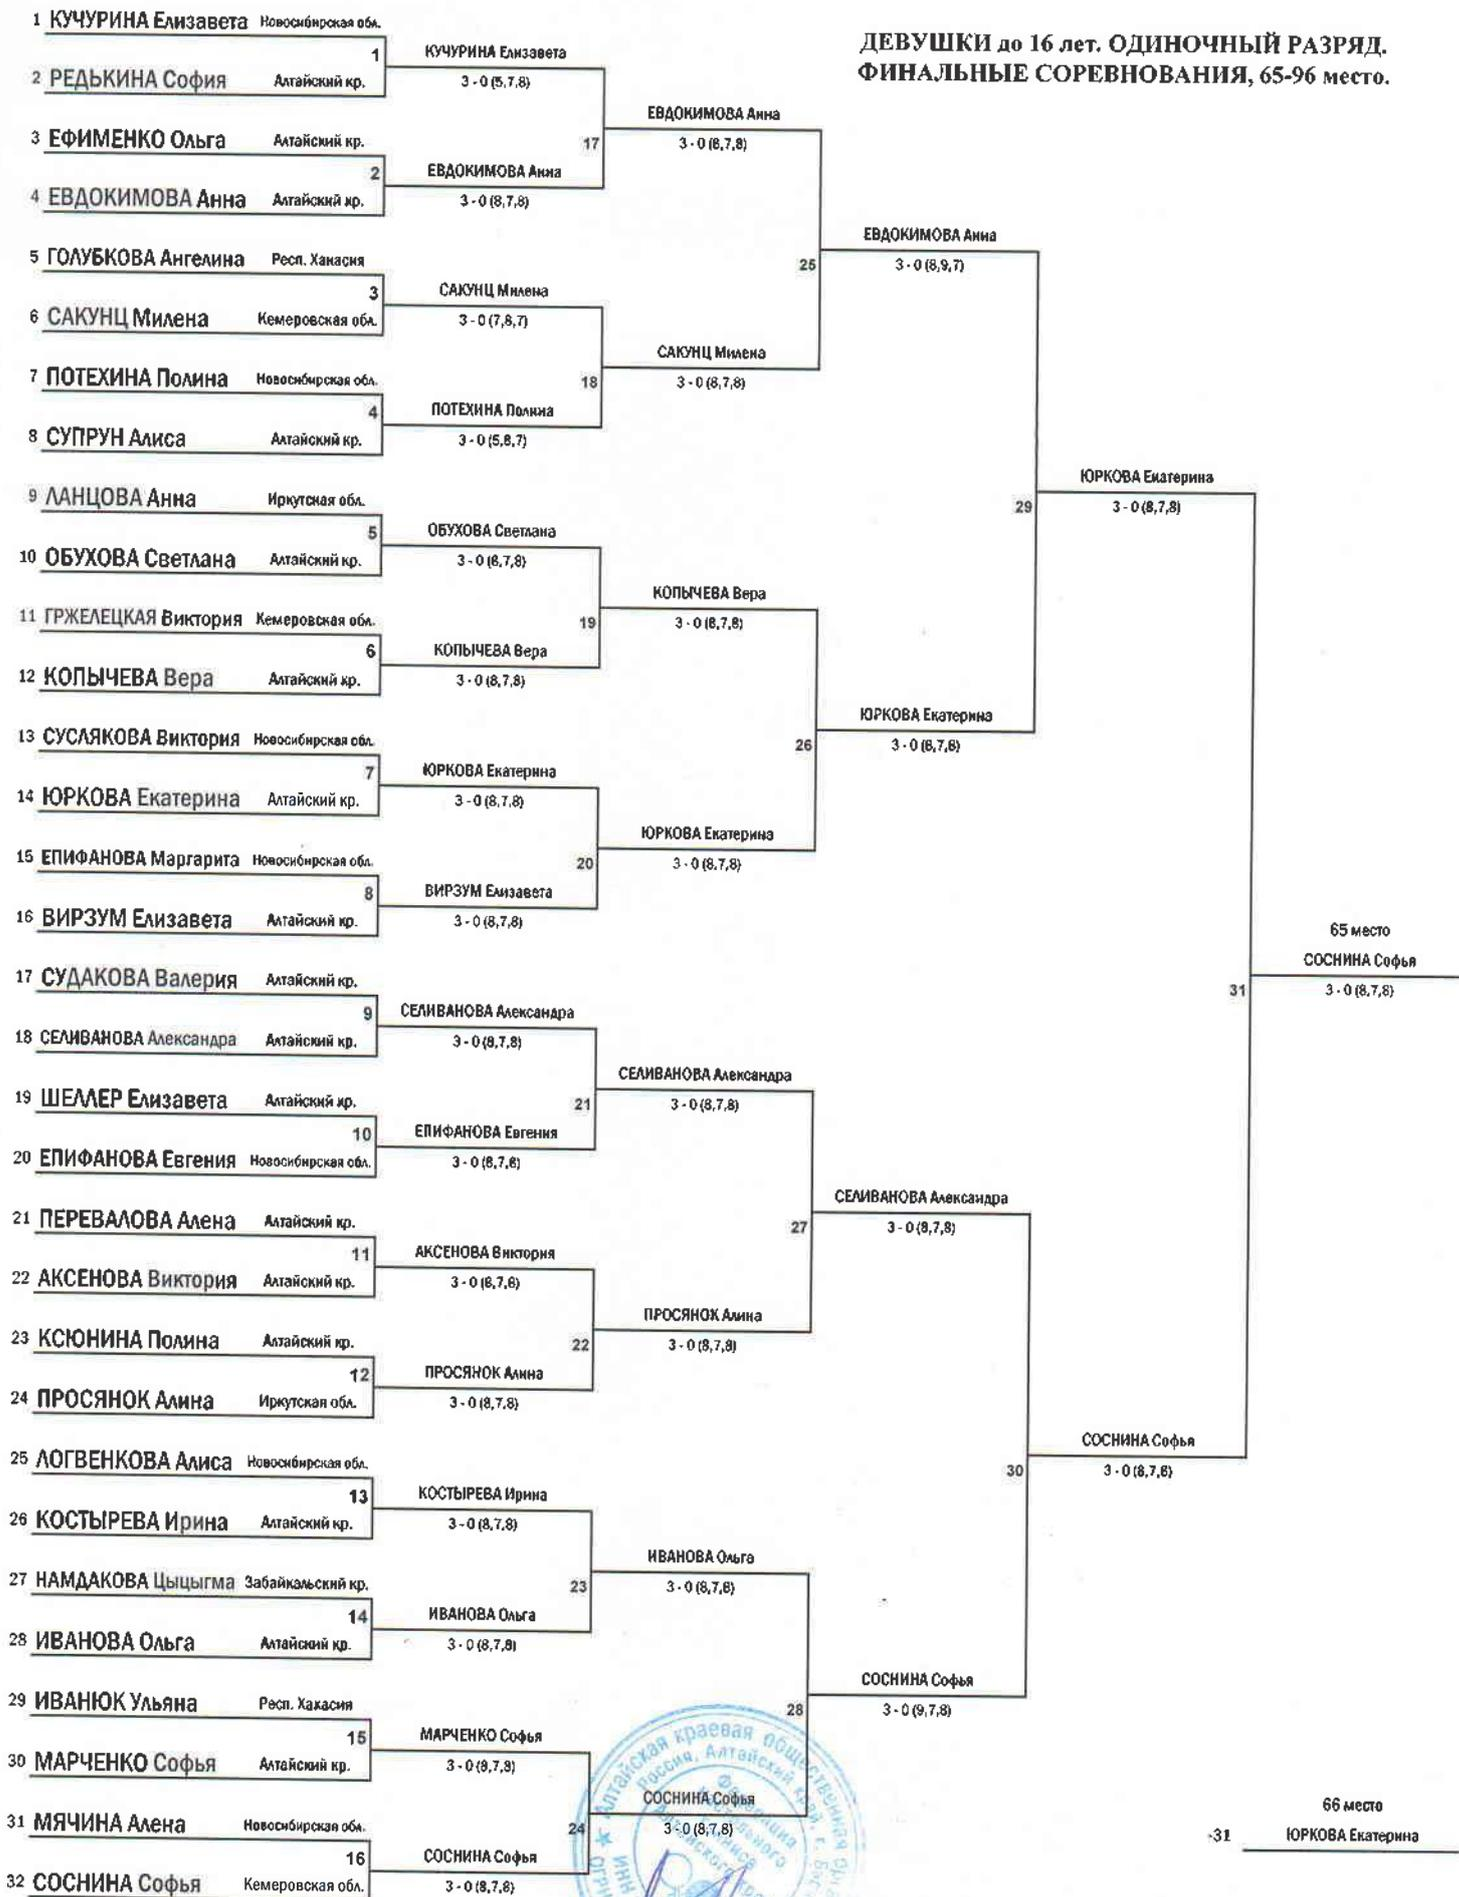 ДЕВУШКИ до 16 лет. ОДИНОЧНЫЙ РАЗРЯД.
ФИНАЛЬНЫЕ СОРЕВНОВАНИЯ, 65-96 место.
1 КУЧУРИНА Елизавета Новосибирская обл.
1
2 РЕДЬКИНА София Алтайский кр.
3 ЕФИМЕНКО Ольга Алтайский кр.
2
4 ЕВДОКИМОВА Анна Алтайский кр.
5 ГОЛУБКОВА Ангелина Респ. Хакасия
3
6 САКУНЦ Милена Кемеровская обл.
7 ПОТЕХИНА Полина Новосибирская обл.
4
8 СУПРУН Алиса Алтайский кр.
9 ЛАНЦОВА Анна Иркутская обл.
5
10 ОБУХОВА Светлана Алтайский кр.
11 ГРЖЕЛЕЦКАЯ Виктория Кемеровская обл.
6
12 КОПЫЧЕВА Вера Алтайский кр.
13 СУСЛЯКОВА Виктория Новосибирская обл.
7
14 ЮРКОВА Екатерина Алтайский кр.
15 ЕПИФАНОВА Маргарита Новосибирская обл.
8
16 ВИРЗУМ Елизавета Алтайский кр.
17 СУДАКОВА Валерия Алтайский кр.
9
18 СЕЛИВАНОВА Александра Алтайский кр.
19 ШЕЛЛЕР Елизавета Алтайский кр.
10
20 ЕПИФАНОВА Евгения Новосибирская обл.
21 ПЕРЕВАЛОВА Алена Алтайский кр.
11
22 АКСЕНОВА Виктория Алтайский кр.
23 КСЮНИНА Полина Алтайский кр.
12
24 ПРОСЯНОК Алина Иркутская обл.
25 ЛОГВЕНКОВА Алиса Новосибирская обл.
13
26 КОСТЫРЕВА Ирина Алтайский кр.
27 НАМДАКОВА Цыцыгма Забайкальский кр.
14
28 ИВАНОВА Ольга Алтайский кр.
29 ИВАНЮК Ульяна Респ. Хакасия
15
30 МАРЧЕНКО Софья Алтайский кр.
31 МЯЧИНА Алена Новосибирская обл.
16
32 СОСНИНА Софья Кемеровская обл.
КУЧУРИНА Елизавета
3 - 0 (5,7,8)
17
ЕВДОКИМОВА Анна
3 - 0 (8,7,8)
САКУНЦ Милена
3 - 0 (7,8,7)
18
ПОТЕХИНА Полина
3 - 0 (5,8,7)
ОБУХОВА Светлана
3 - 0 (6,7,8)
19
КОПЫЧЕВА Вера
3 - 0 (8,7,8)
ЮРКОВА Екатерина
3 - 0 (8,7,8)
20
ВИРЗУМ Елизавета
3 - 0 (8,7,8)
СЕЛИВАНОВА Александра
3 - 0 (8,7,8)
21
ЕПИФАНОВА Евгения
3 - 0 (8,7,8)
АКСЕНОВА Виктория
3 - 0 (8,7,8)
22
ПРОСЯНОК Алина
3 - 0 (8,7,8)
КОСТЫРЕВА Ирина
3 - 0 (8,7,8)
23
ИВАНОВА Ольга
3 - 0 (8,7,8)
МАРЧЕНКО Софья
3 - 0 (8,7,8)
24
СОСНИНА Софья
3 - 0 (8,7,8)
ЕВДОКИМОВА Анна
3 - 0 (6,7,8)
25
САКУНЦ Милена
3 - 0 (8,7,8)
КОПЫЧЕВА Вера
3 - 0 (8,7,8)
26
ЮРКОВА Екатерина
3 - 0 (8,7,8)
СЕЛИВАНОВА Александра
3 - 0 (8,7,8)
27
ПРОСЯНОК Алина
3 - 0 (8,7,8)
ИВАНОВА Ольга
3 - 0 (8,7,8)
28
СОСНИНА Софья
3 - 0 (8,7,8)
ЕВДОКИМОВА Анна
3 - 0 (8,9,7)
29
ЮРКОВА Екатерина
3 - 0 (8,7,8)
СЕЛИВАНОВА Александра
3 - 0 (8,7,8)
30
СОСНИНА Софья
3 - 0 (9,7,8)
ЮРКОВА Екатерина
3 - 0 (8,7,8)
31
СОСНИНА Софья
3 - 0 (8,7,8)
65 место
СОСНИНА Софья
3 - 0 (8,7,8)
66 место
-31 ЮРКОВА Екатерина
Алтайская краевая общественная
Россия, Алтайский край, г.
Федерация
настольного
тенниса
Алтайского